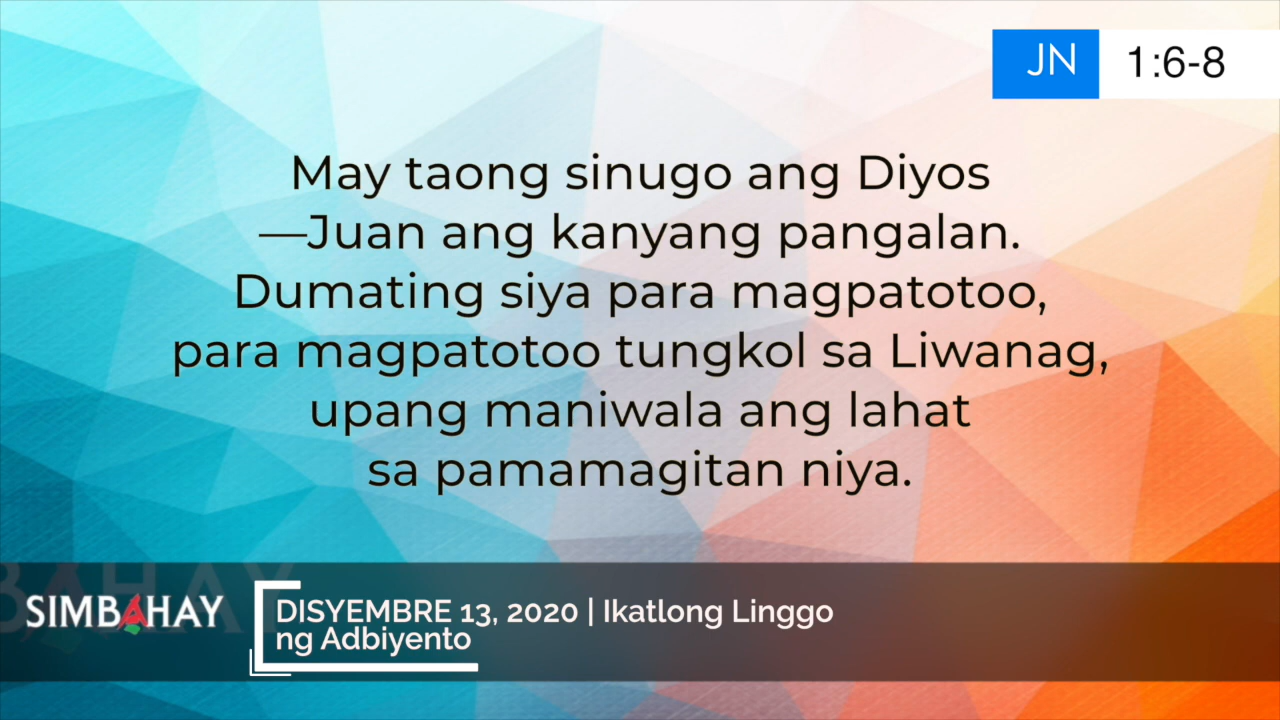 JN 1:6-8
May taong sinugo ang Diyos
—Juan ang kanyang pangalan.
Dumating siya para magpatotoo,
para magpatotoo tungkol sa Liwanag,
upang maniwala ang lahat
sa pamamagitan niya.
SIMBAHAY
DISYEMBRE 13, 2020 | Ikatlong Linggo
ng Adbiyento